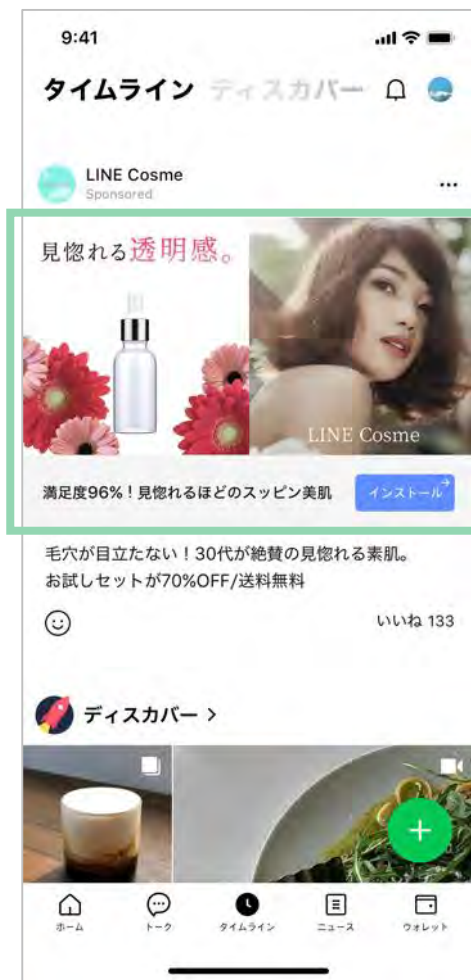 9:41
タイムライン ディスカバー
LINE Cosme
Sponsored
見惚れる透明感。
LINE Cosme
満足度96%！見惚れるほどのスッピン美肌
インストール
毛穴が目立たない！30代が絶賛の見惚れる素肌。
お試しセットが70%OFF/送料無料
いいね 133
ディスカバー
ホーム トーク タイムライン ニュース ウォレット